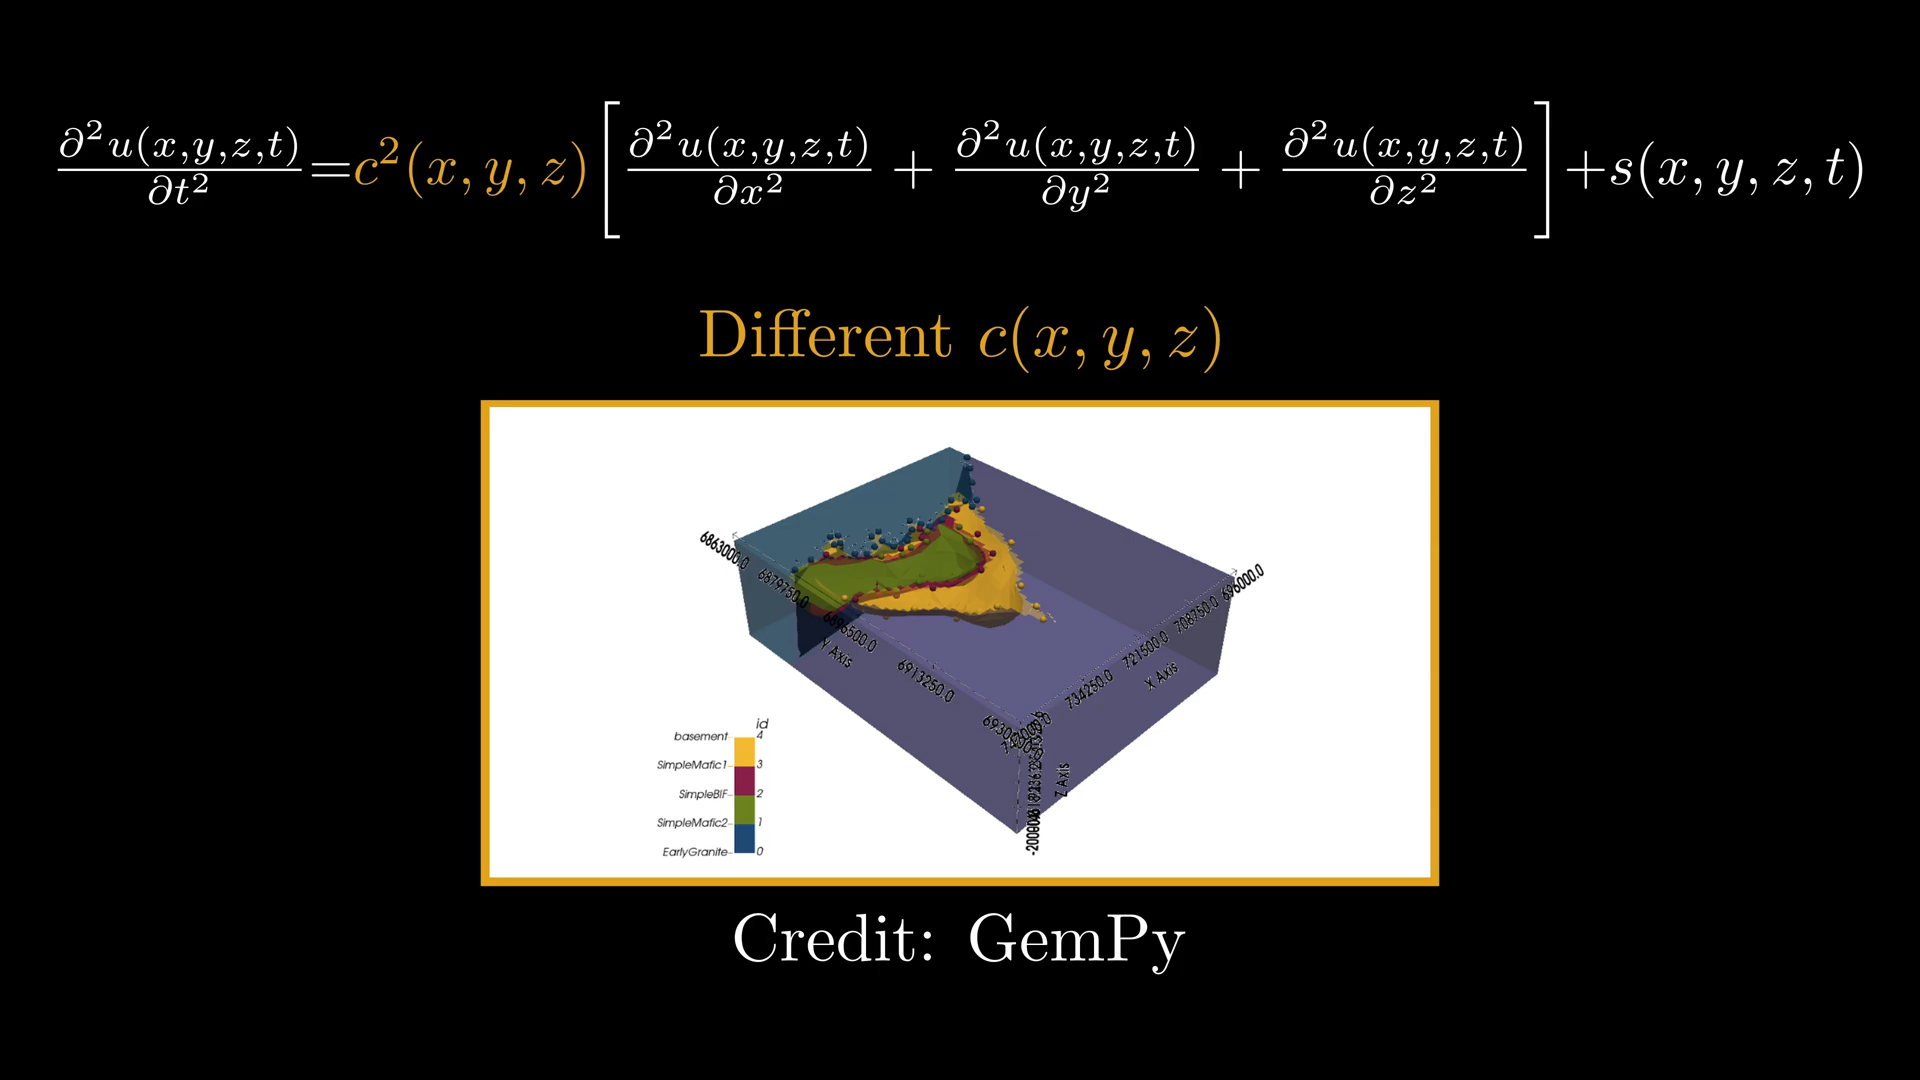 ∂²u(x,y,z,t)/∂t² = c²(x, y, z) [ ∂²u(x,y,z,t)/∂x² + ∂²u(x,y,z,t)/∂y² + ∂²u(x,y,z,t)/∂z² ] + s(x, y, z, t)
Different c(x, y, z)
6863000.0
6879750.0
6896500.0
Y Axis
6913250.0
696000.0
708750.0
721500.0
X Axis
734250.0
Z Axis
id
basement 4
SimpleMafic1 3
SimpleBIF 2
SimpleMafic2 1
EarlyGranite 0
Credit: GemPy